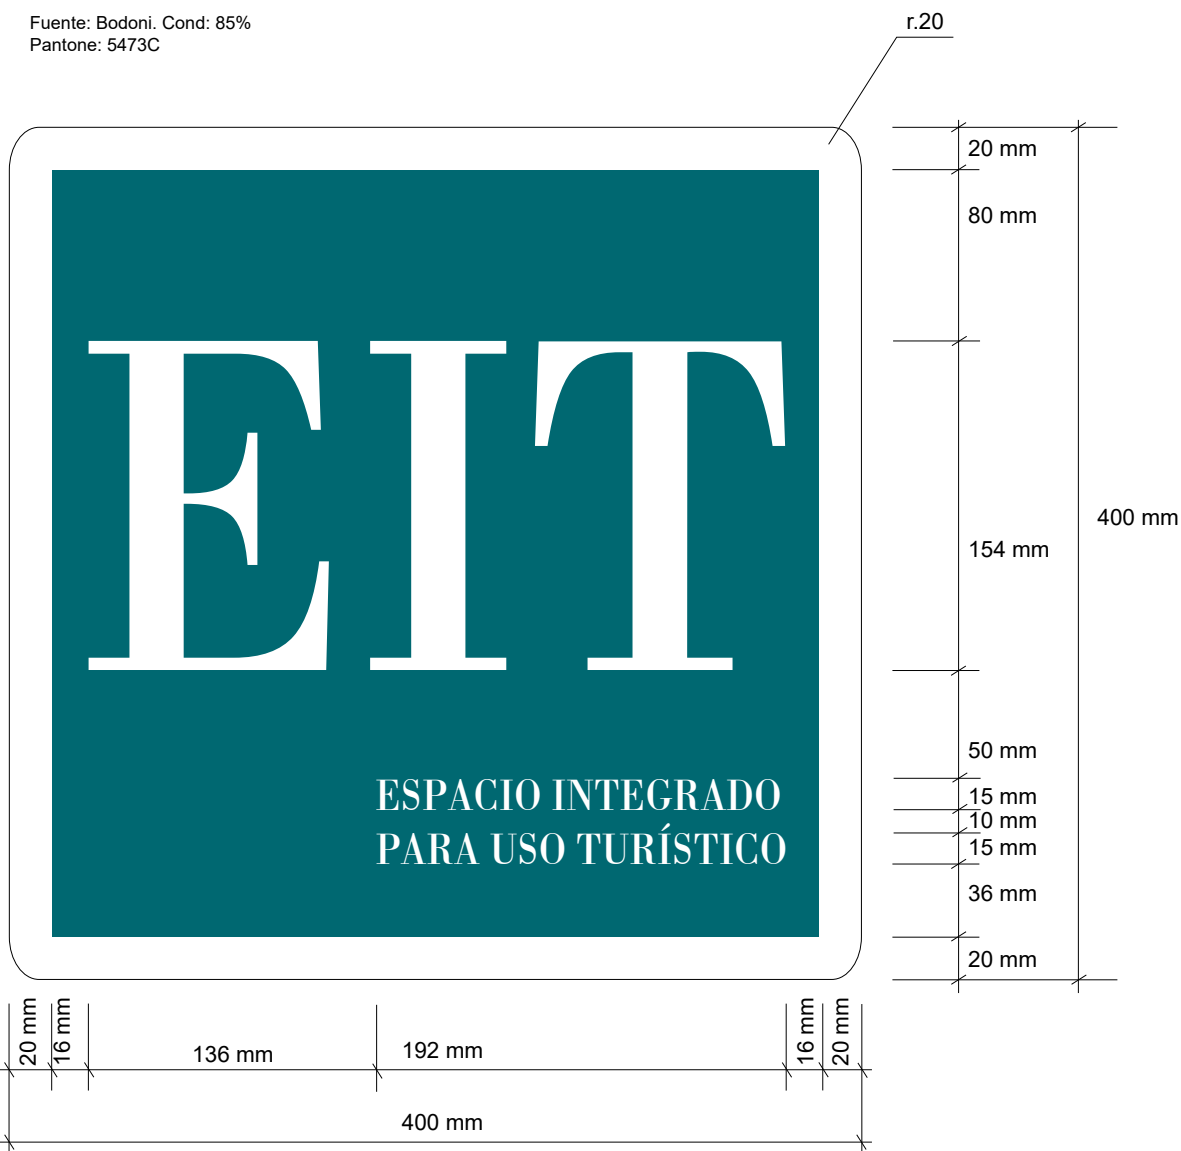 Fuente: Bodoni. Cond: 85%
Pantone: 5473C
r.20
20 mm
80 mm
EIT
154 mm
400 mm
50 mm
ESPACIO INTEGRADO
15 mm
10 mm
PARA USO TURÍSTICO
15 mm
36 mm
20 mm
20 mm
16 mm
136 mm
192 mm
16 mm
20 mm
400 mm